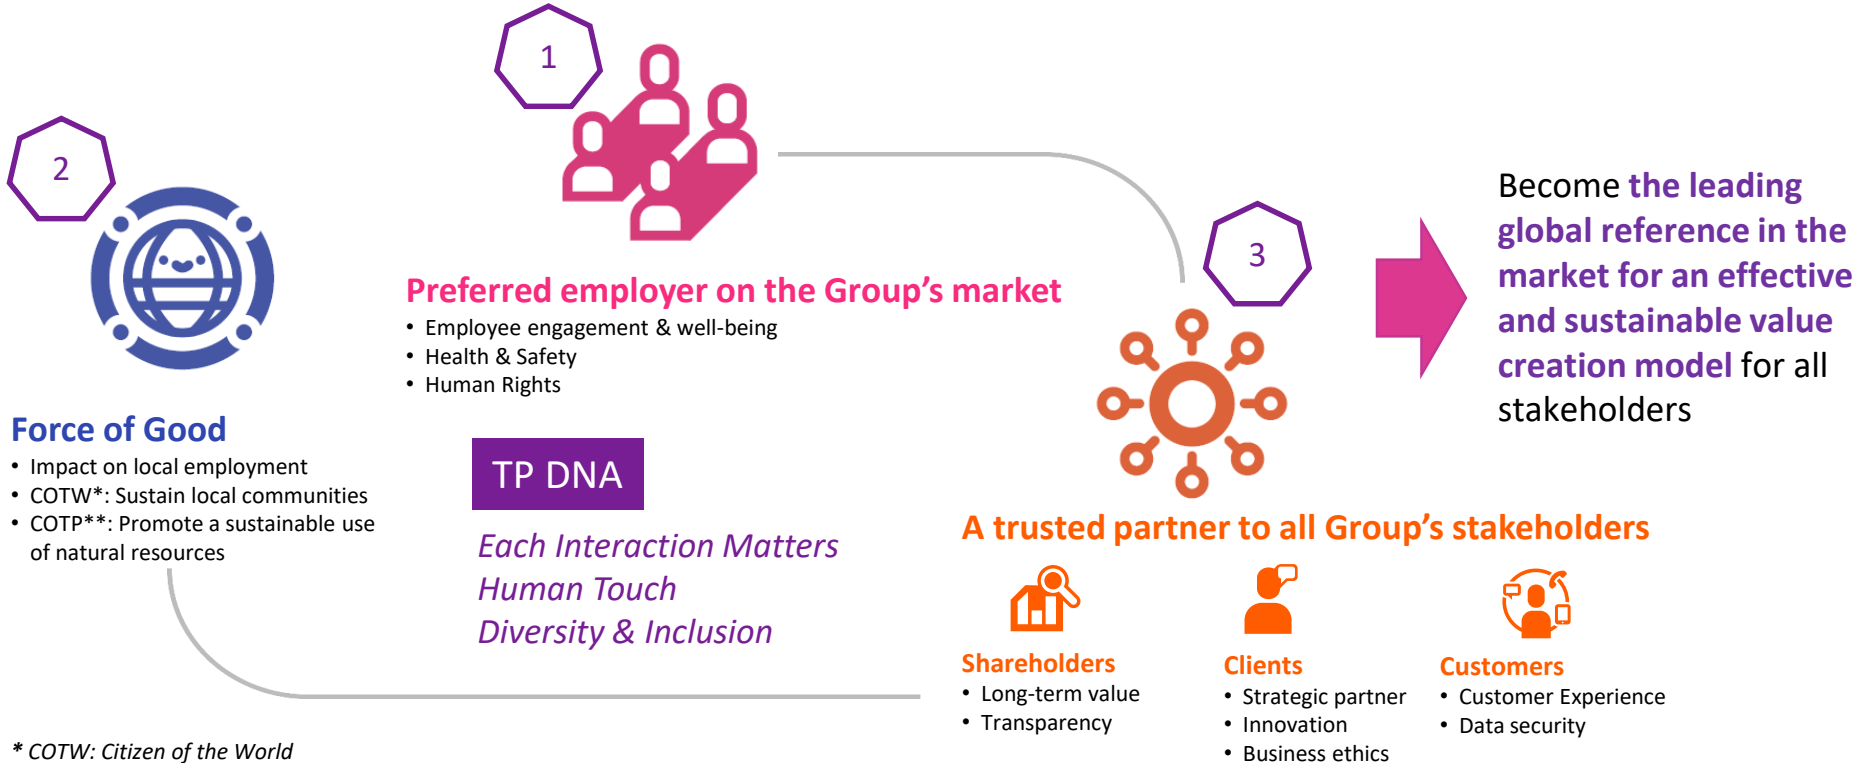 1
Preferred employer on the Group's market
• Employee engagement & well-being
• Health & Safety
• Human Rights
2
Force of Good
• Impact on local employment
• COTW*: Sustain local communities
• COTP**: Promote a sustainable use
of natural resources
TP DNA
Each Interaction Matters
Human Touch
Diversity & Inclusion
3
A trusted partner to all Group's stakeholders
Shareholders
• Long-term value
• Transparency
Clients
• Strategic partner
• Innovation
• Business ethics
Customers
• Customer Experience
• Data security
Become the leading
global reference in the
market for an effective
and sustainable value
creation model for all
stakeholders
* COTW: Citizen of the World